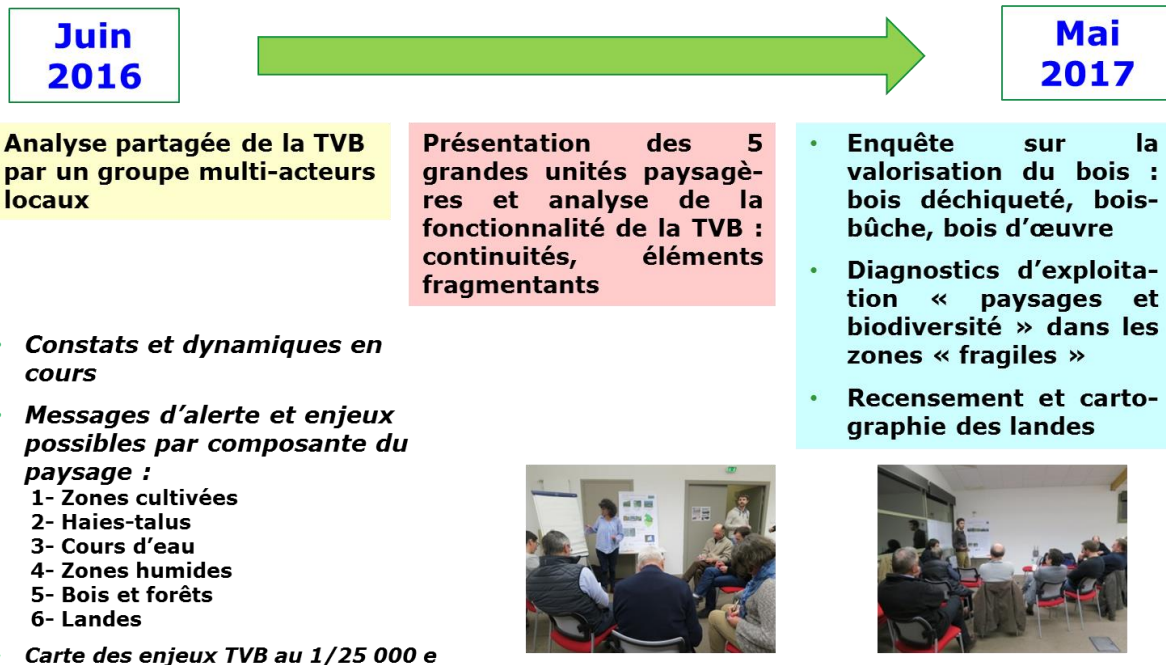 Juin
2016
Mai
2017
Analyse partagée de la TVB
par un groupe multi-acteurs
locaux
• Constats et dynamiques en
cours
• Messages d'alerte et enjeux
possibles par composante du
paysage :
1- Zones cultivées
2- Haies-talus
3- Cours d'eau
4- Zones humides
5- Bois et forêts
6- Landes
Carte des enjeux TVB au 1/25 000 e
Présentation des 5
grandes unités paysagè-
res et analyse de la
fonctionnalité de la TVB :
continuités, éléments
fragmentants
• Enquête sur la
valorisation du bois :
bois déchiqueté, bois-
bûche, bois d'œuvre
• Diagnostics d'exploita-
tion « paysages et
biodiversité » dans les
zones « fragiles »
• Recensement et carto-
graphie des landes